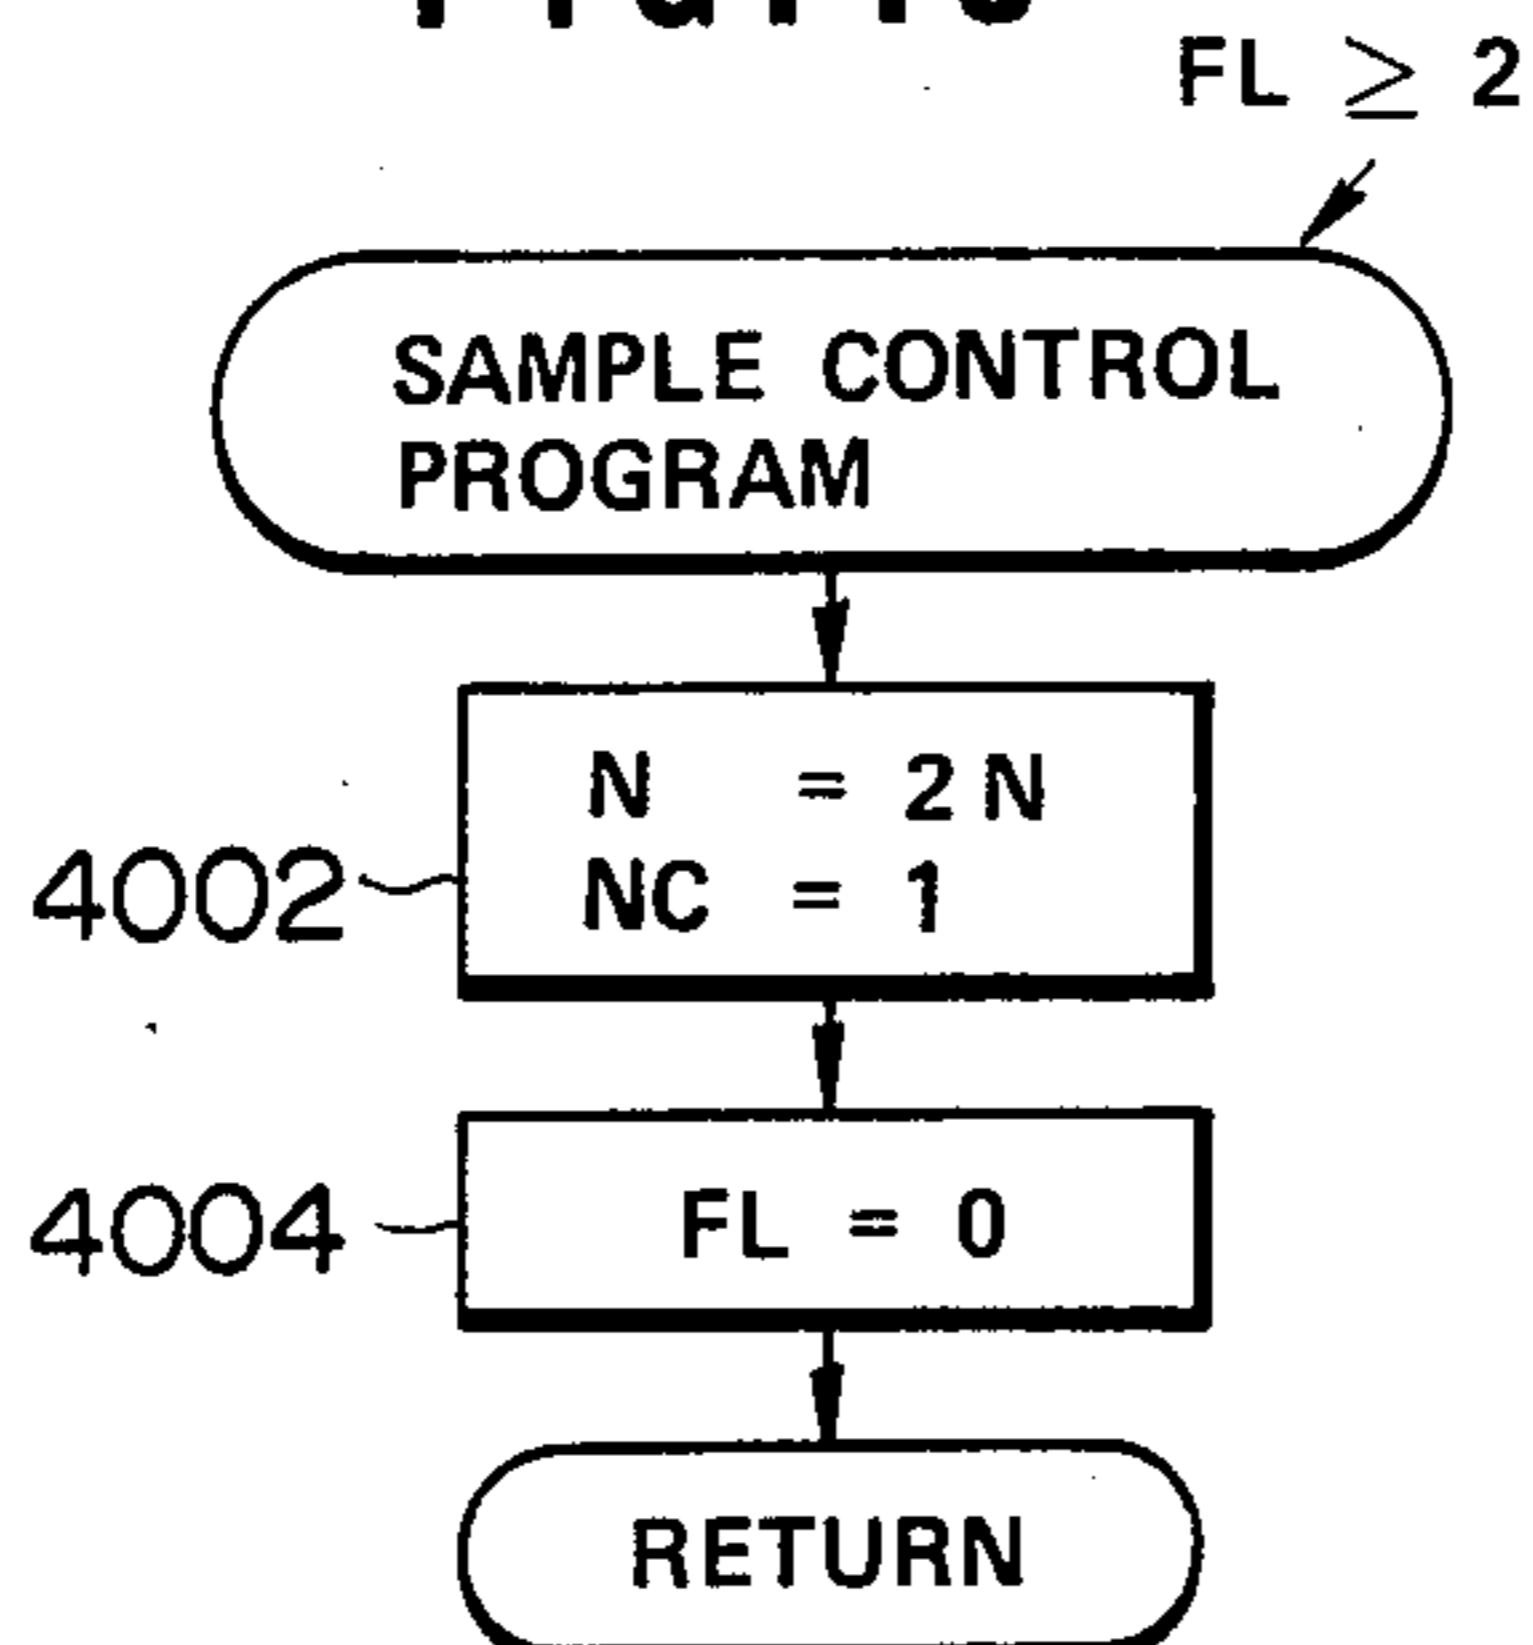 FL ≥ 2
SAMPLE CONTROL
PROGRAM
N = 2N
NC = 1
4002
FL = 0
4004
RETURN